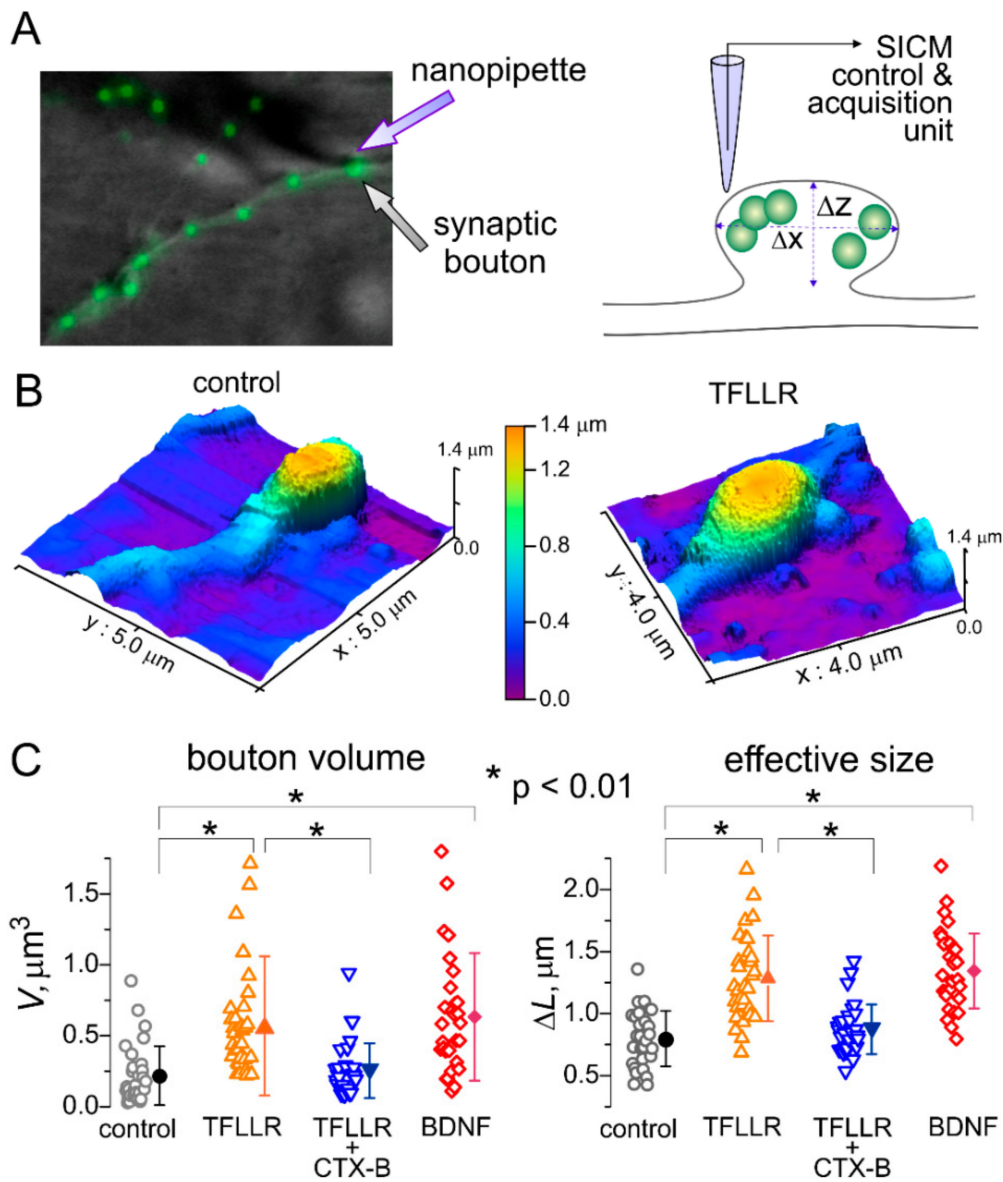 A
nanopipette
synaptic
bouton
SICM
control &
acquisition
unit
ΔZ
ΔX
B
control
TFLLR
1.4 μm
1.2
0.8
0.4
0.0
1.4 μm
0.0
y : 5.0 μm
x : 5.0 μm
1.4 μm
0.0
y : 4.0 μm
x : 4.0 μm
C
bouton volume
* p < 0.01
effective size
*
*
*
*
*
*
V, μm³
1.5
1.0
0.5
0.0
control
TFLLR
TFLLR
+
CTX-B
BDNF
ΔL, μm
2.0
1.5
1.0
0.5
control
TFLLR
TFLLR
+
CTX-B
BDNF